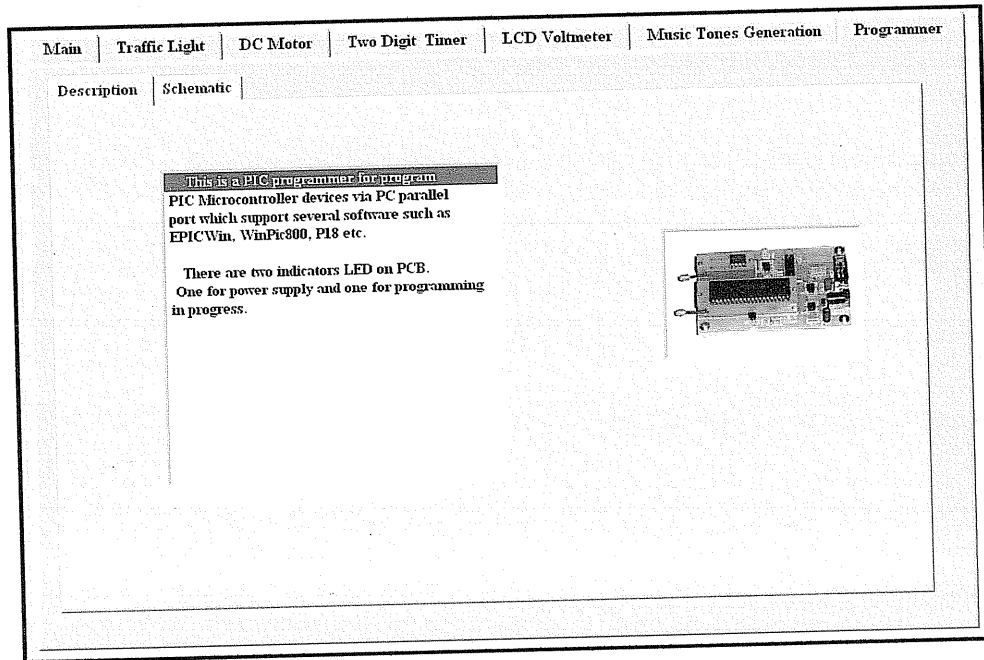 Main Traffic Light DC Motor Two Digit Timer LCD Voltmeter Music Tones Generation Programmer
Description Schematic
This is a PIC programmer for program
PIC Microcontroller devices via PC parallel
port which support several software such as
EPICWin, WinPic800, P18 etc.
There are two indicators LED on PCB.
One for power supply and one for programming
in progress.